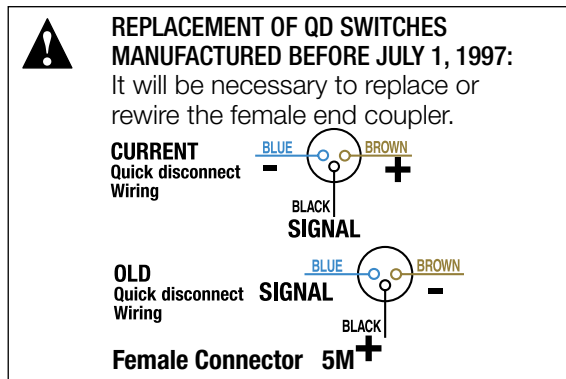 REPLACEMENT OF QD SWITCHES
MANUFACTURED BEFORE JULY 1, 1997:
It will be necessary to replace or
rewire the female end coupler.
CURRENT
Quick disconnect
Wiring
BLUE
-
BROWN
+
BLACK
SIGNAL
OLD
Quick disconnect
Wiring
BLUE
SIGNAL
BROWN
-
BLACK
+
Female Connector 5M